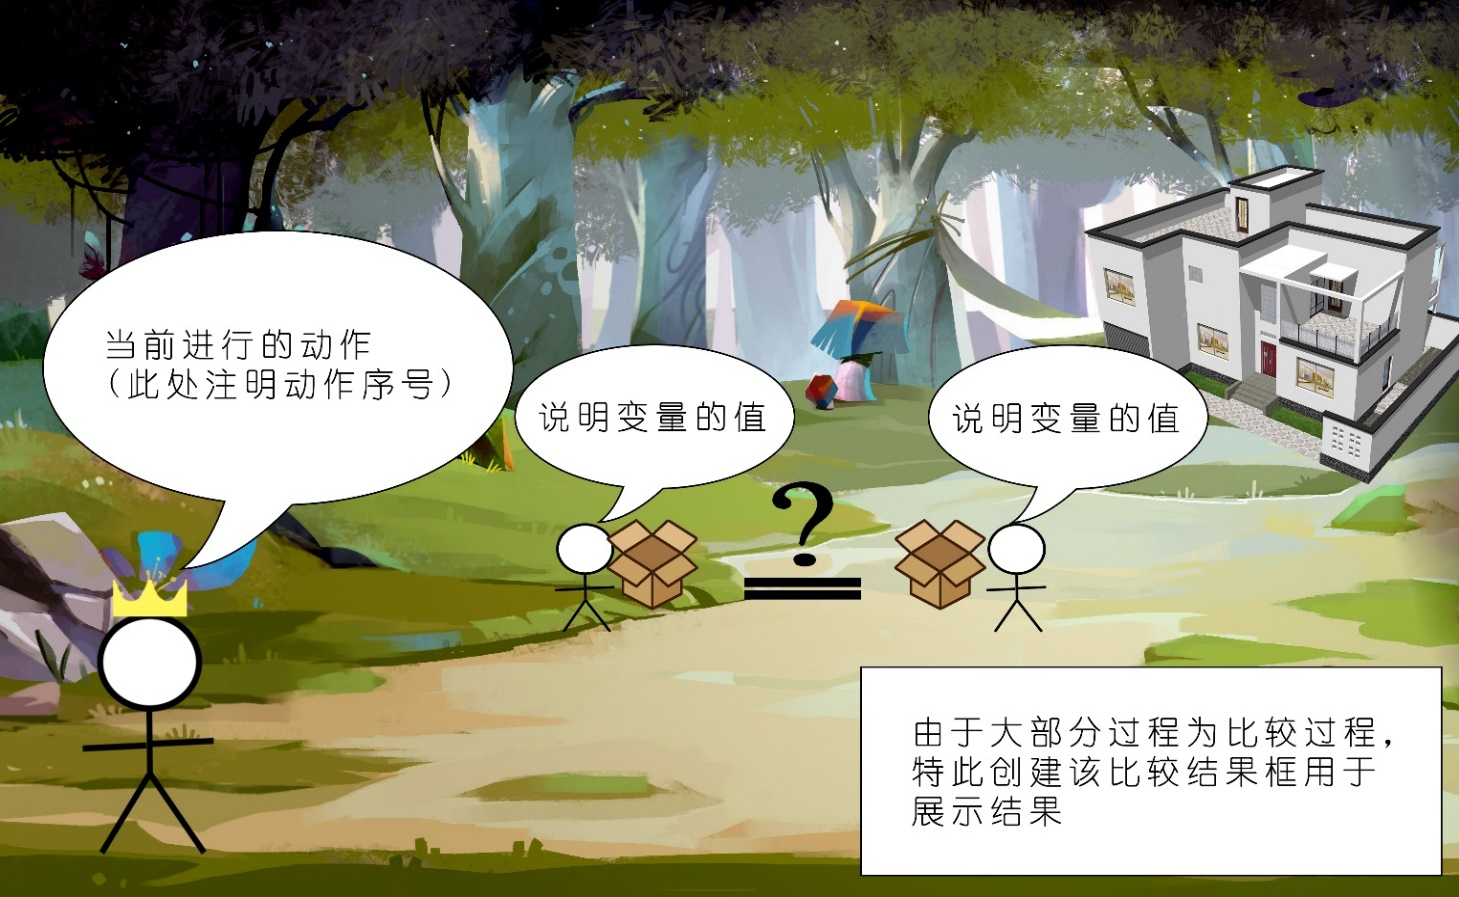 当前进行的动作
（此处注明动作序号）
说明变量的值
说明变量的值
?
=
由于大部分过程为比较过程，
特此创建该比较结果框用于
展示结果